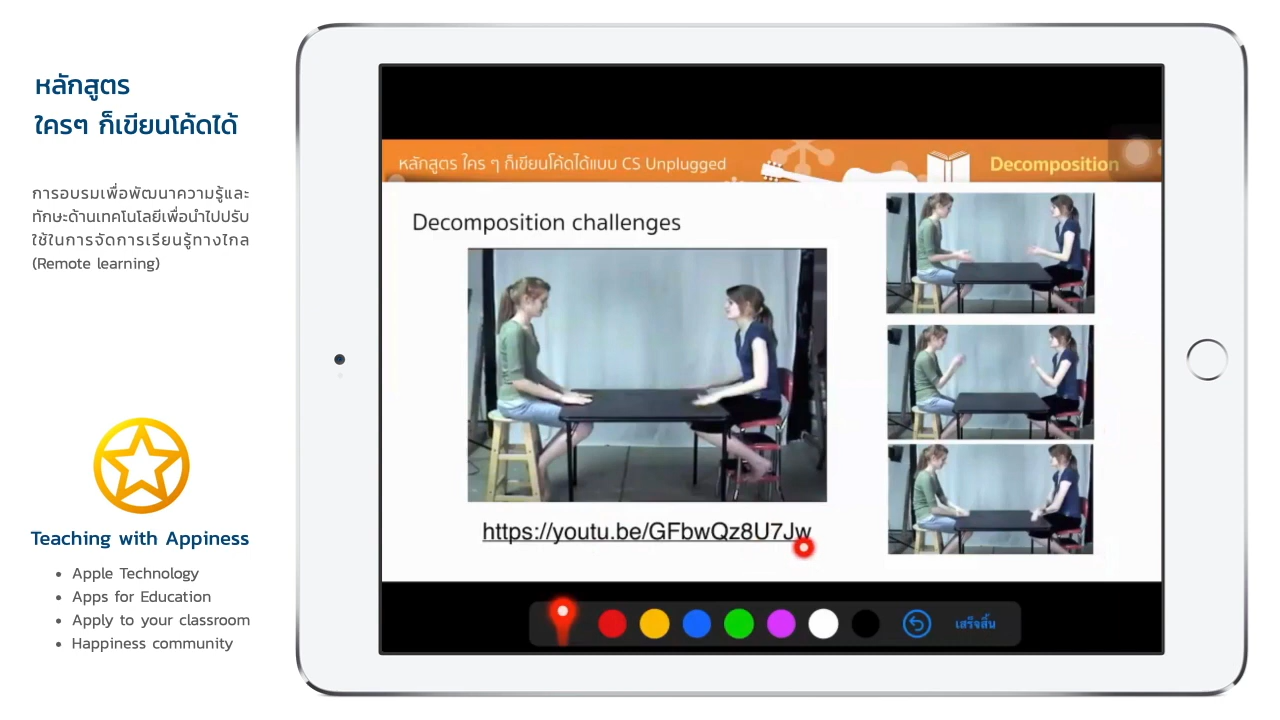 หลักสูตร
ใครๆ ก็เขียนโค้ดได้
การอบรมเพื่อพัฒนาความรู้และ
ทักษะด้านเทคโนโลยีเพื่อนำไปปรับ
ใช้ในการจัดการเรียนรู้ทางไกล
(Remote learning)
Teaching with Appiness
• Apple Technology
• Apps for Education
• Apply to your classroom
• Happiness community
หลักสูตร ใคร ๆ ก็เขียนโค้ดได้แบบ CS Unplugged
Decomposition
Decomposition challenges
https://youtu.be/GFbwQz8U7Jw
เสร็จสิ้น